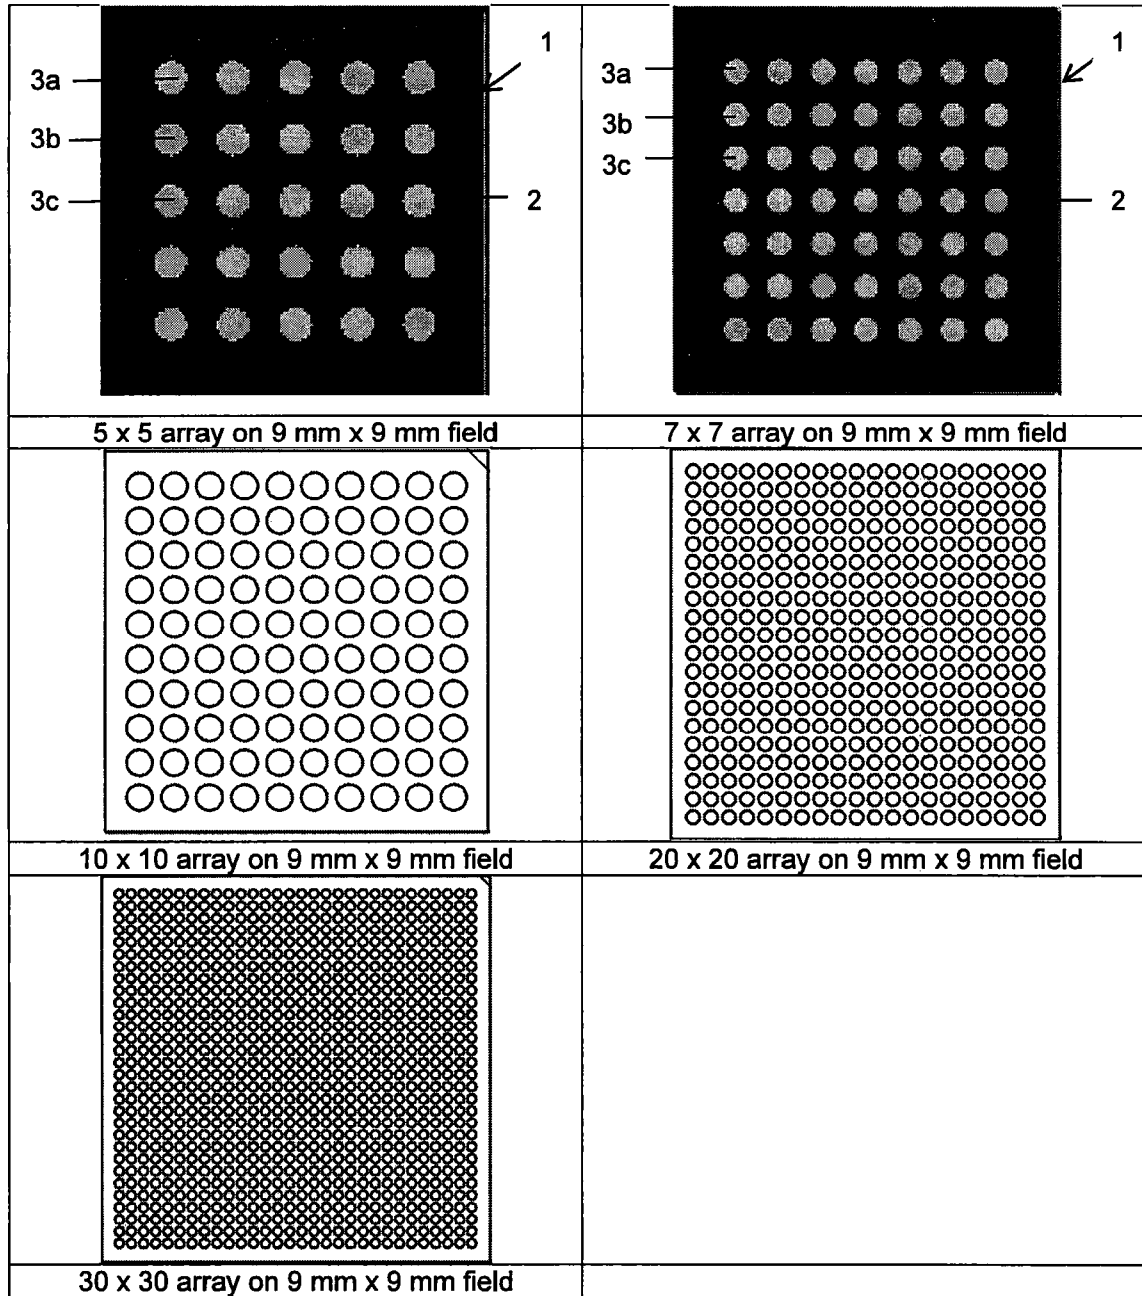 1
3a
3b
3c
2
5 x 5 array on 9 mm x 9 mm field
1
3a
3b
3c
2
7 x 7 array on 9 mm x 9 mm field
10 x 10 array on 9 mm x 9 mm field
20 x 20 array on 9 mm x 9 mm field
30 x 30 array on 9 mm x 9 mm field